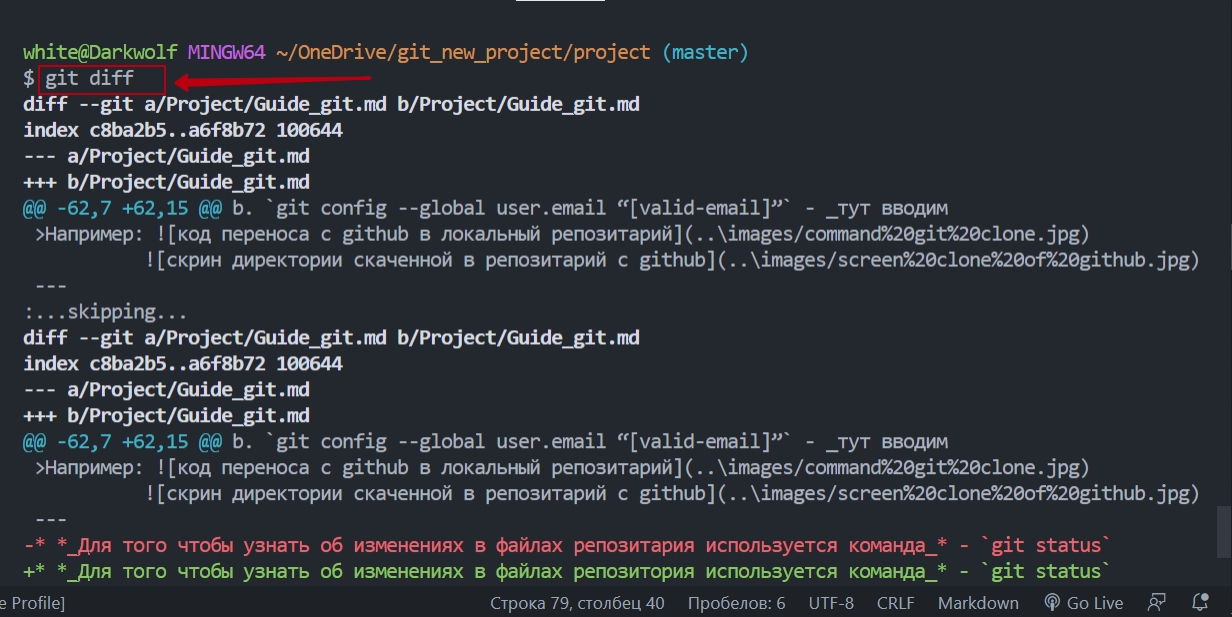 white@Darkwolf MINGW64 ~/OneDrive/git_new_project/project (master)
$ git diff
diff --git a/Project/Guide_git.md b/Project/Guide_git.md
index c8ba2b5..a6f8b72 100644
--- a/Project/Guide_git.md
+++ b/Project/Guide_git.md
@@ -62,7 +62,15 @@ b. `git config --global user.email “[valid-email]”` - _тут вводим
>Например: ![код переноса с github в локальный репозитарий](..\images/command%20git%20clone.jpg)
![скрин директории скаченной в репозитарий с github](..\images/screen%20clone%20of%20github.jpg)
---
:...skipping...
diff --git a/Project/Guide_git.md b/Project/Guide_git.md
index c8ba2b5..a6f8b72 100644
--- a/Project/Guide_git.md
+++ b/Project/Guide_git.md
@@ -62,7 +62,15 @@ b. `git config --global user.email “[valid-email]”` - _тут вводим
>Например: ![код переноса с github в локальный репозитарий](..\images/command%20git%20clone.jpg)
![скрин директории скаченной в репозитарий с github](..\images/screen%20clone%20of%20github.jpg)
---
-* *_Для того чтобы узнать об изменениях в файлах репозитария используется команда_* - `git status`
+* *_Для того чтобы узнать об изменениях в файлах репозитория используется команда_* - `git status`
e Profile] Строка 79, столбец 40 Пробелов: 6 UTF-8 CRLF Markdown Go Live